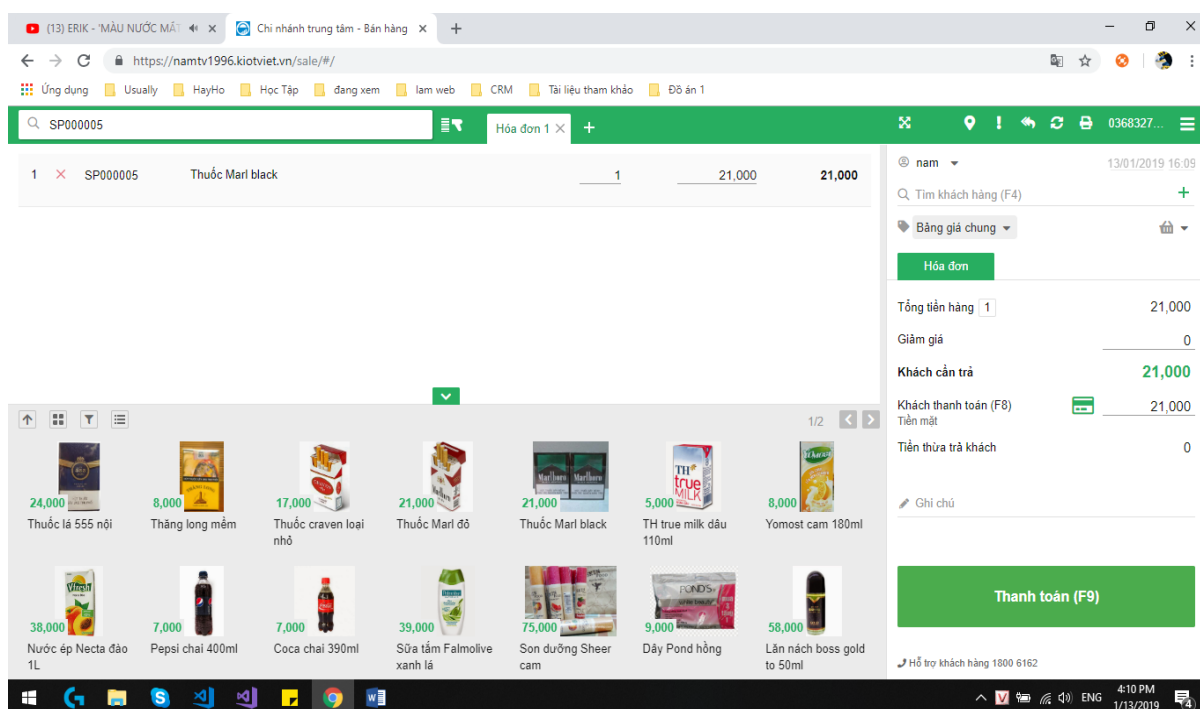 (13) ERIK - 'MÀU NƯỚC MẮT
Chi nhánh trung tâm - Bán hàng
https://namtv1996.kiotviet.vn/sale/#/
Ứng dụng Usually HayHo Học Tập đang xem lam web CRM Tài liệu tham khảo Đồ án 1
SP000005
Hóa đơn 1
0368327...
1 SP000005 Thuốc Marl black 1 21,000 21,000
nam 13/01/2019 16:09
Tìm khách hàng (F4)
Bảng giá chung
Hóa đơn
Tổng tiền hàng 1 21,000
Giảm giá 0
Khách cần trả 21,000
Khách thanh toán (F8) 21,000
Tiền mặt
Tiền thừa trả khách 0
Ghi chú
Thanh toán (F9)
Hỗ trợ khách hàng 1800 6162
1/2
24,000 8,000 17,000 21,000 21,000 5,000 8,000
Thuốc lá 555 nội Thăng long mềm Thuốc craven loại Thuốc Marl đỏ Thuốc Marl black TH true milk dâu Yomost cam 180ml
nhỏ 110ml
38,000 7,000 7,000 39,000 75,000 9,000 58,000
Nước ép Necta đào Pepsi chai 400ml Coca chai 390ml Sữa tắm Falmolive Son dưỡng Sheer Dây Pond hồng Lăn nách boss gold
1L xanh lá cam to 50ml
ENG
4:10 PM
1/13/2019
4